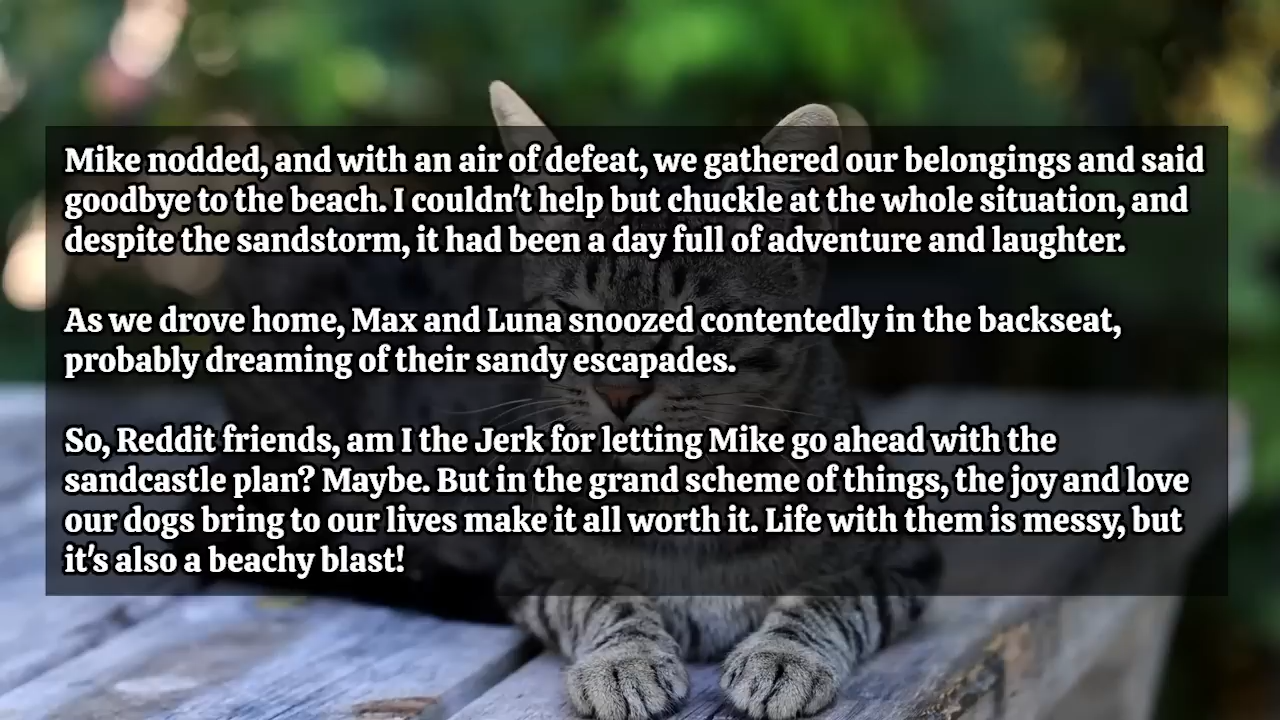 Mike nodded, and with an air of defeat, we gathered our belongings and said
goodbye to the beach. I couldn't help but chuckle at the whole situation, and
despite the sandstorm, it had been a day full of adventure and laughter.
As we drove home, Max and Luna snoozed contentedly in the backseat,
probably dreaming of their sandy escapades.
So, Reddit friends, am I the Jerk for letting Mike go ahead with the
sandcastle plan? Maybe. But in the grand scheme of things, the joy and love
our dogs bring to our lives make it all worth it. Life with them is messy, but
it's also a beachy blast!